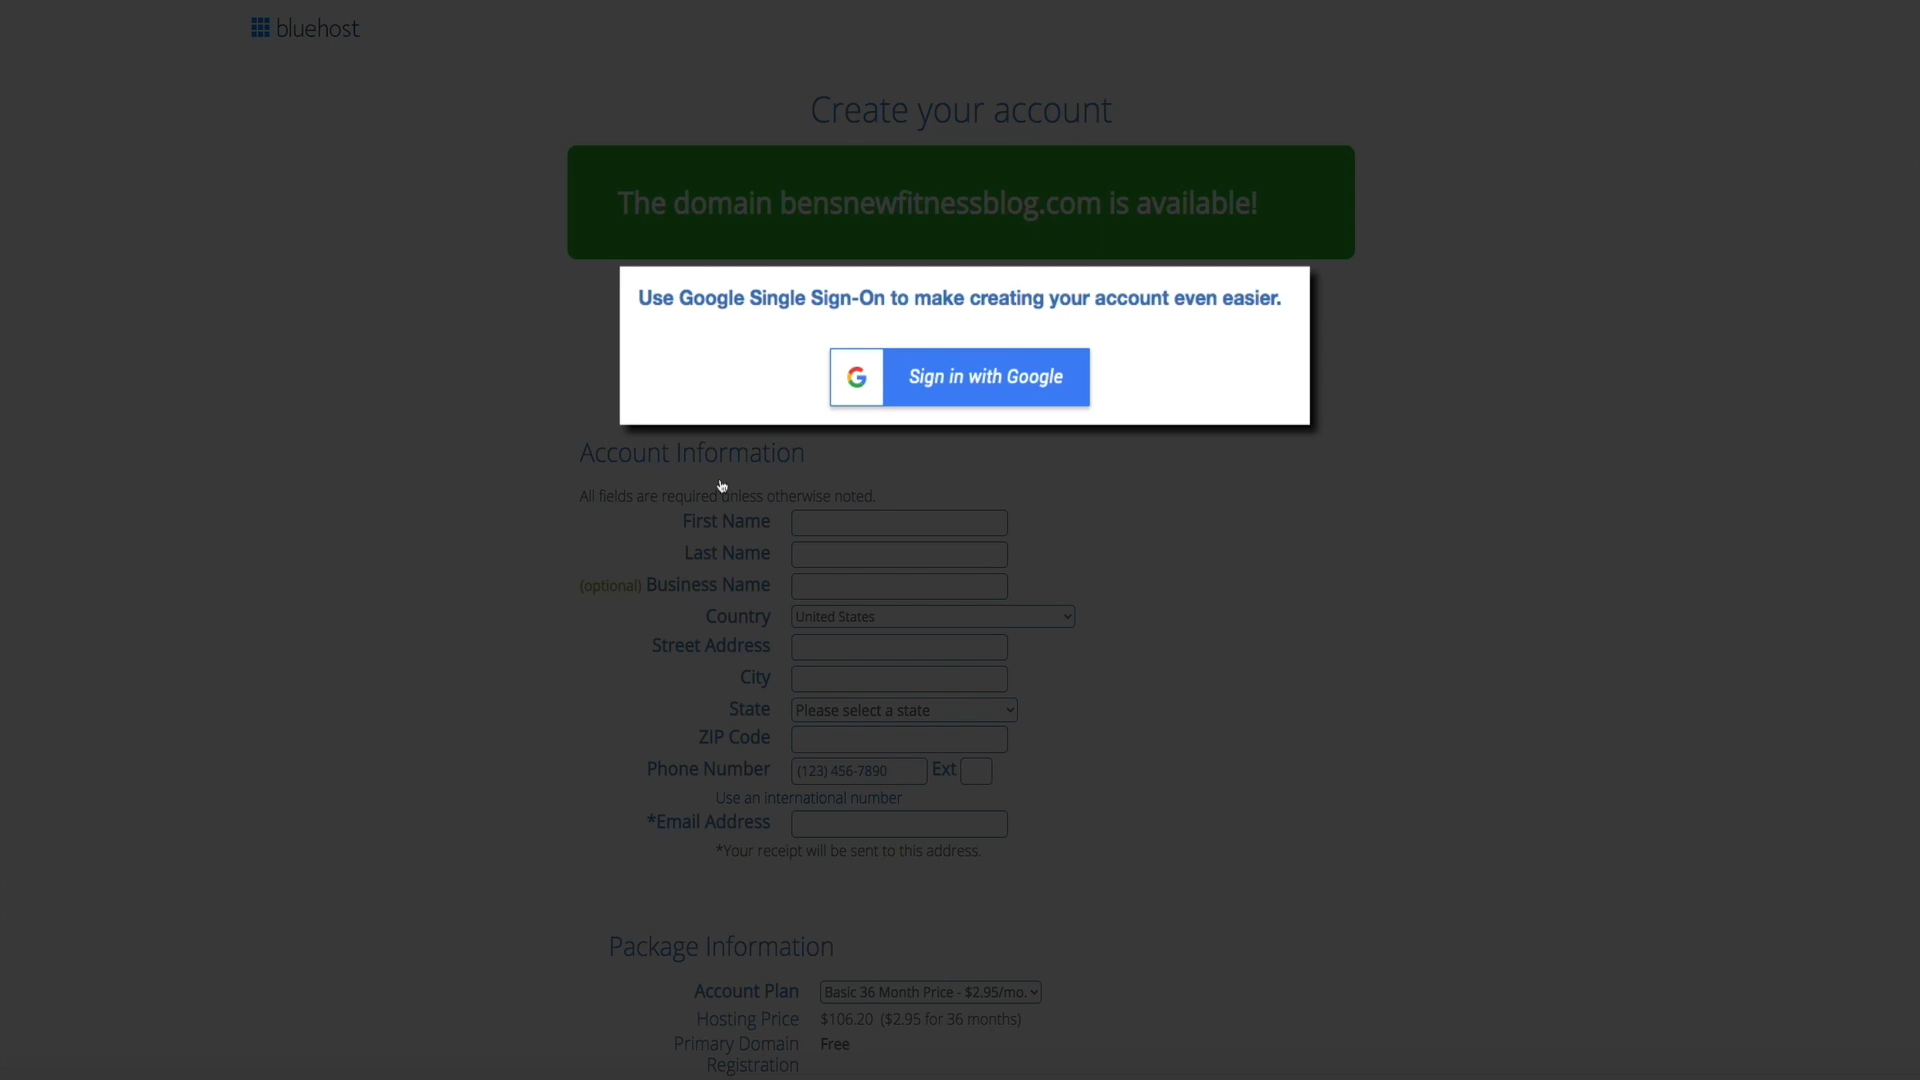 bluehost
Create your account
The domain bensnewfitnessblog.com is available!
Use Google Single Sign-On to make creating your account even easier.
Sign in with Google
Account Information
All fields are required unless otherwise noted.
First Name
Last Name
(optional) Business Name
Country United States
Street Address
City
State Please select a state
ZIP Code
Phone Number (123) 456-7890 Ext
Use an international number
*Email Address
*Your receipt will be sent to this address.
Package Information
Account Plan Basic 36 Month Price - $2.95/mo.
Hosting Price $106.20 ($2.95 for 36 months)
Primary Domain Free
Registration